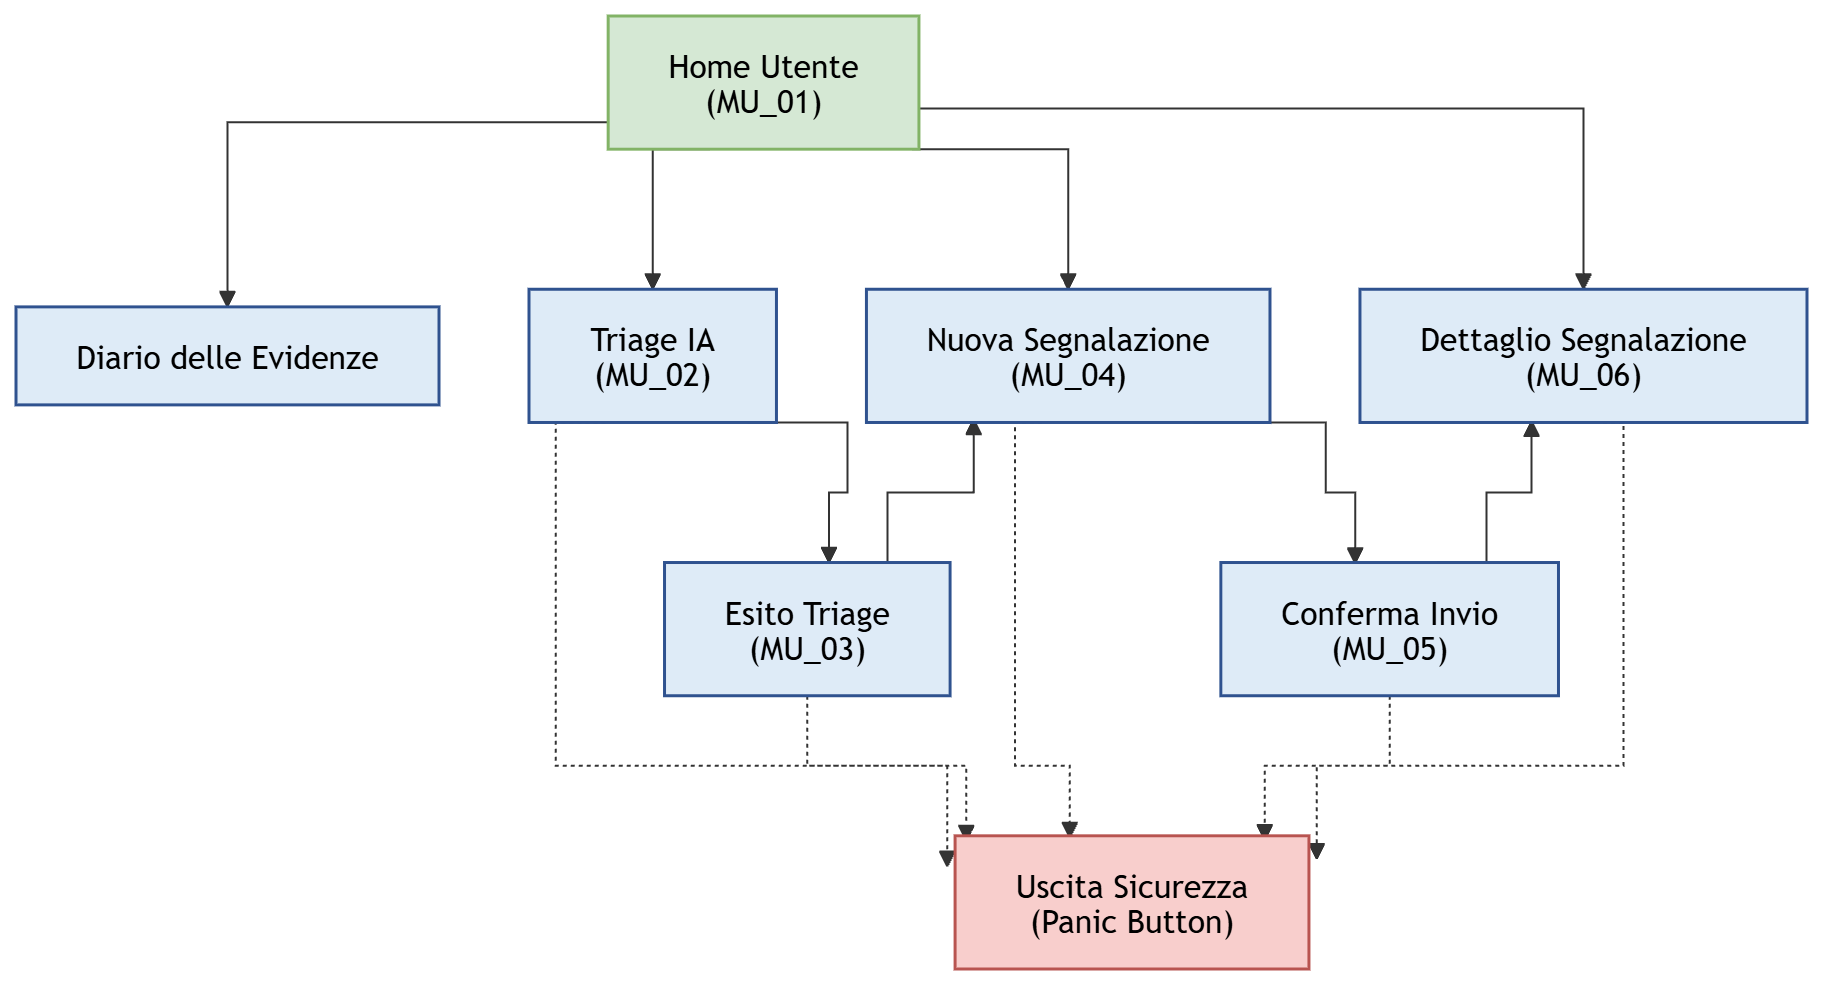 Home Utente
(MU_01)
Diario delle Evidenze
Triage IA
(MU_02)
Nuova Segnalazione
(MU_04)
Dettaglio Segnalazione
(MU_06)
Esito Triage
(MU_03)
Conferma Invio
(MU_05)
Uscita Sicurezza
(Panic Button)